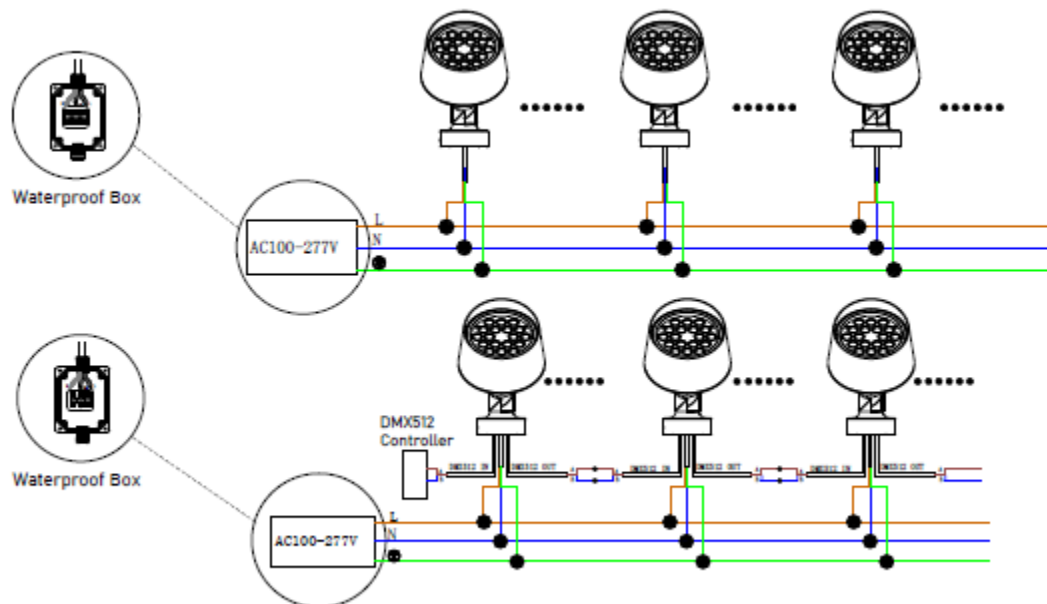 Waterproof Box
L
AC100-277V
N
DMX512
Controller
Waterproof Box
DMX512 IN
DMX512 OUT
DMX512 IN
DMX512 OUT
DMX512 IN
DMX512 OUT
L
AC100-277V
N